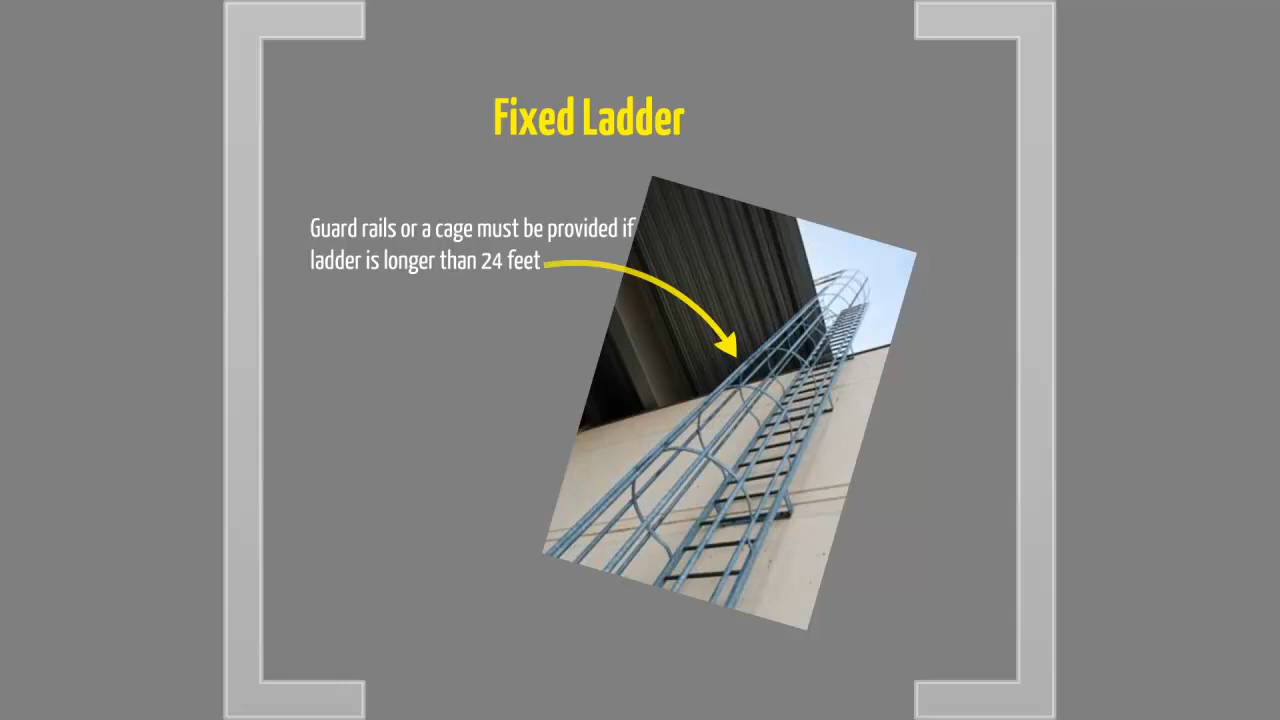 Fixed Ladder
Guard rails or a cage must be provided if
ladder is longer than 24 feet